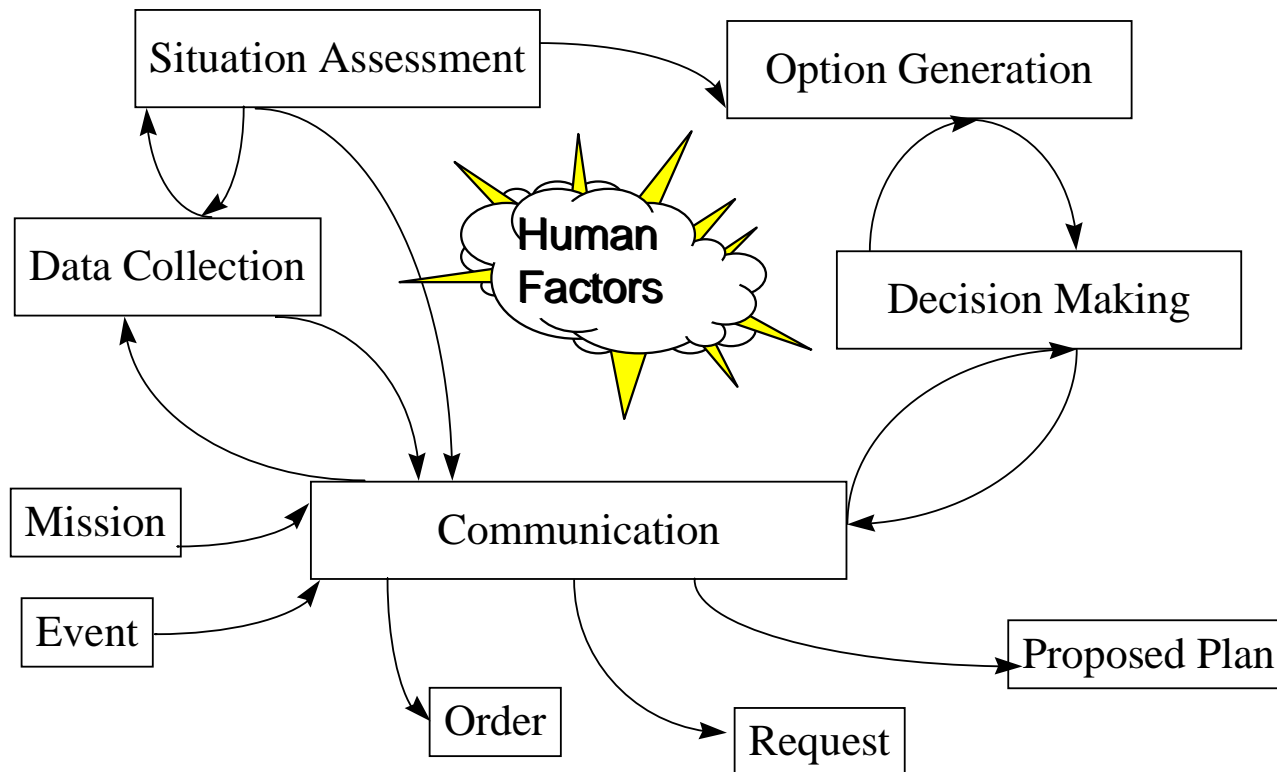 Situation Assessment
Option Generation
Human
Factors
Data Collection
Decision Making
Mission
Communication
Event
Proposed Plan
Order
Request